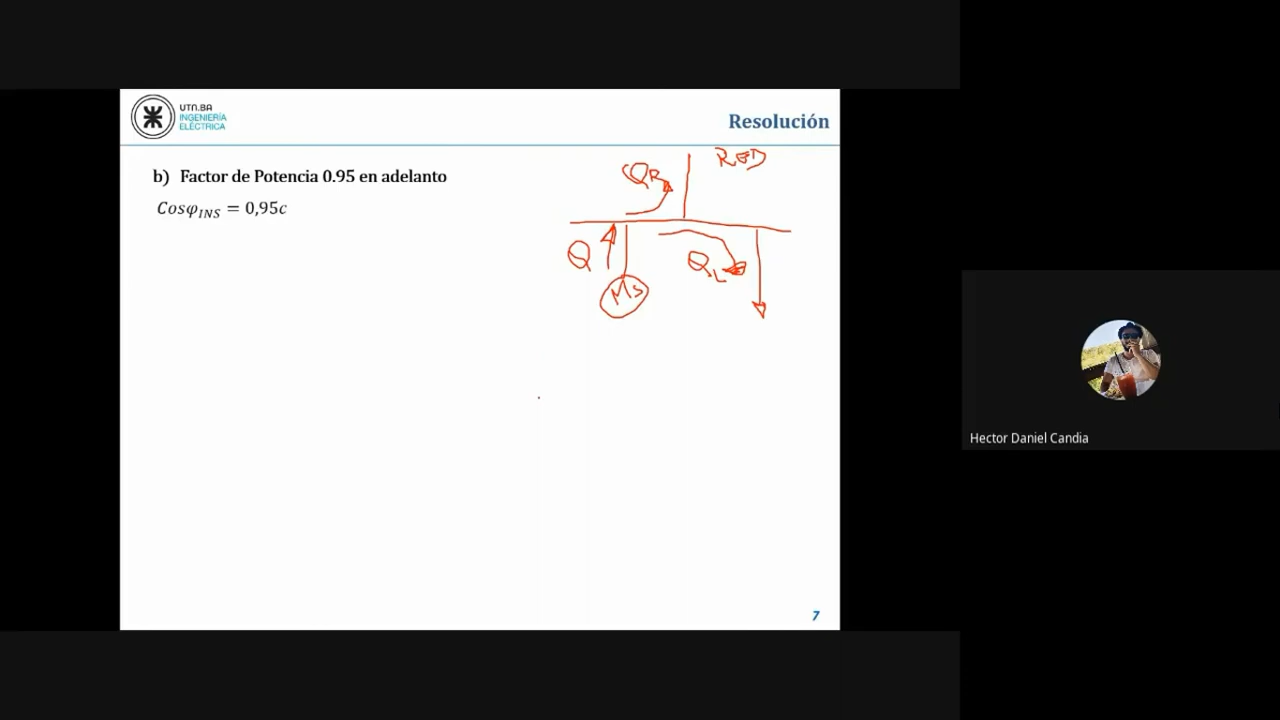 UTN.BA
INGENIERÍA
ELÉCTRICA
Resolución
b) Factor de Potencia 0.95 en adelanto
Cosφ_INS = 0,95c
RED
QR
Q
QL
Ms
7
Hector Daniel Candia